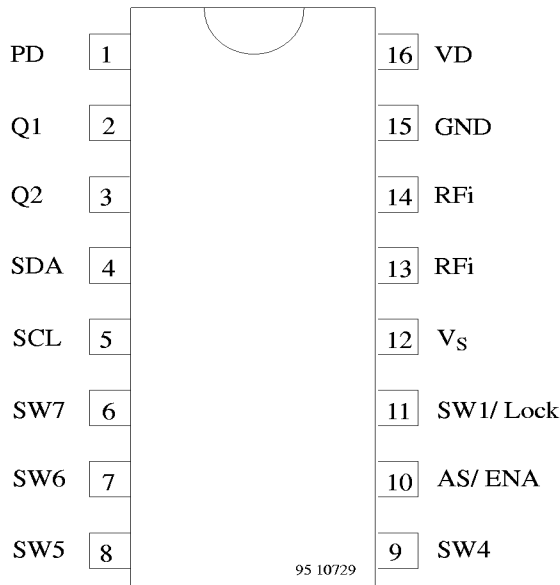 PD 1 16 VD
Q1 2 15 GND
Q2 3 14 RFi
SDA 4 13 RFi
SCL 5 12 VS
SW7 6 11 SW1/ Lock
SW6 7 10 AS/ ENA
SW5 8 9 SW4
95 10729